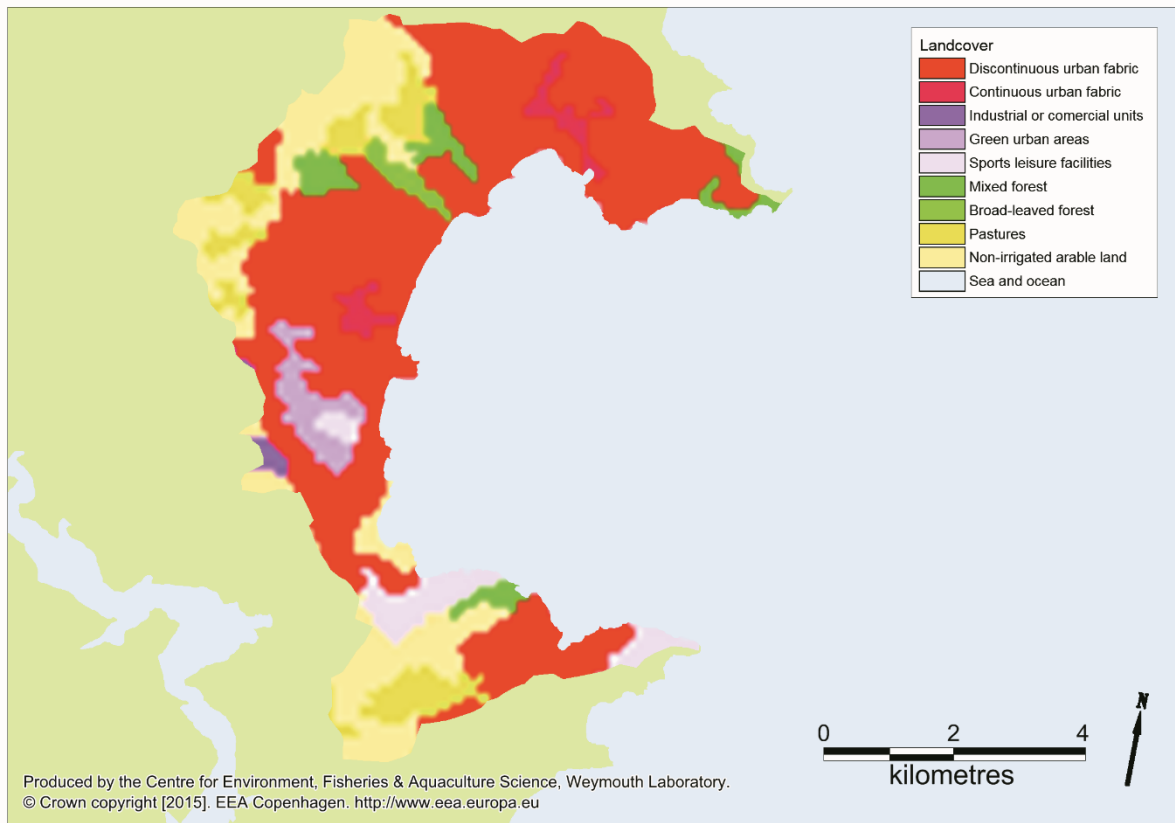 Landcover
Discontinuous urban fabric
Continuous urban fabric
Industrial or comercial units
Green urban areas
Sports leisure facilities
Mixed forest
Broad-leaved forest
Pastures
Non-irrigated arable land
Sea and ocean
N
0 2 4
kilometres
Produced by the Centre for Environment, Fisheries & Aquaculture Science, Weymouth Laboratory.
© Crown copyright [2015]. EEA Copenhagen. http://www.eea.europa.eu